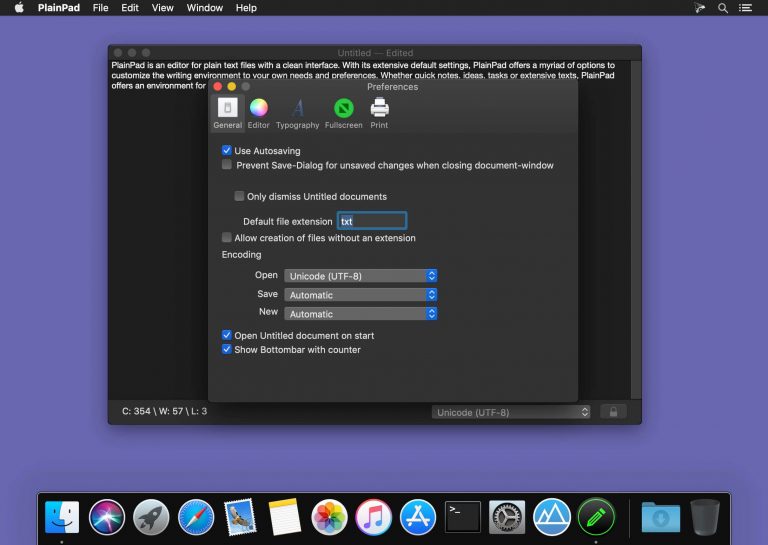 PlainPad File Edit View Window Help
Untitled — Edited
PlainPad is an editor for plain text files with a clean interface. With its extensive default settings, PlainPad offers a myriad of options to
customize the writing environment to your own needs and preferences. Whether quick notes, ideas, tasks or extensive texts, PlainPad
offers an environment for
Preferences
General Editor Typography Fullscreen Print
Use Autosaving
Prevent Save-Dialog for unsaved changes when closing document-window
Only dismiss Untitled documents
Default file extension txt
Allow creation of files without an extension
Encoding
Open Unicode (UTF-8)
Save Automatic
New Automatic
Open Untitled document on start
Show Bottombar with counter
C: 354 \ W: 57 \ L: 3 Unicode (UTF-8)
>_